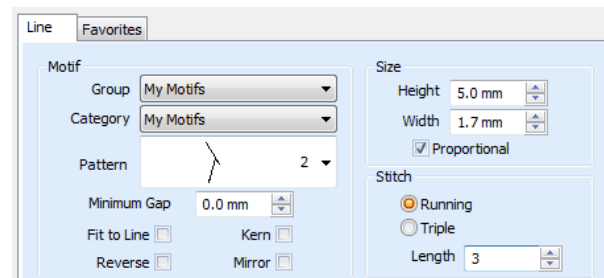 Line Favorites
Motif
Group My Motifs
Category My Motifs
Pattern 2
Minimum Gap 0.0 mm
Fit to Line Kern
Reverse Mirror
Size
Height 5.0 mm
Width 1.7 mm
Proportional
Stitch
Running
Triple
Length 3